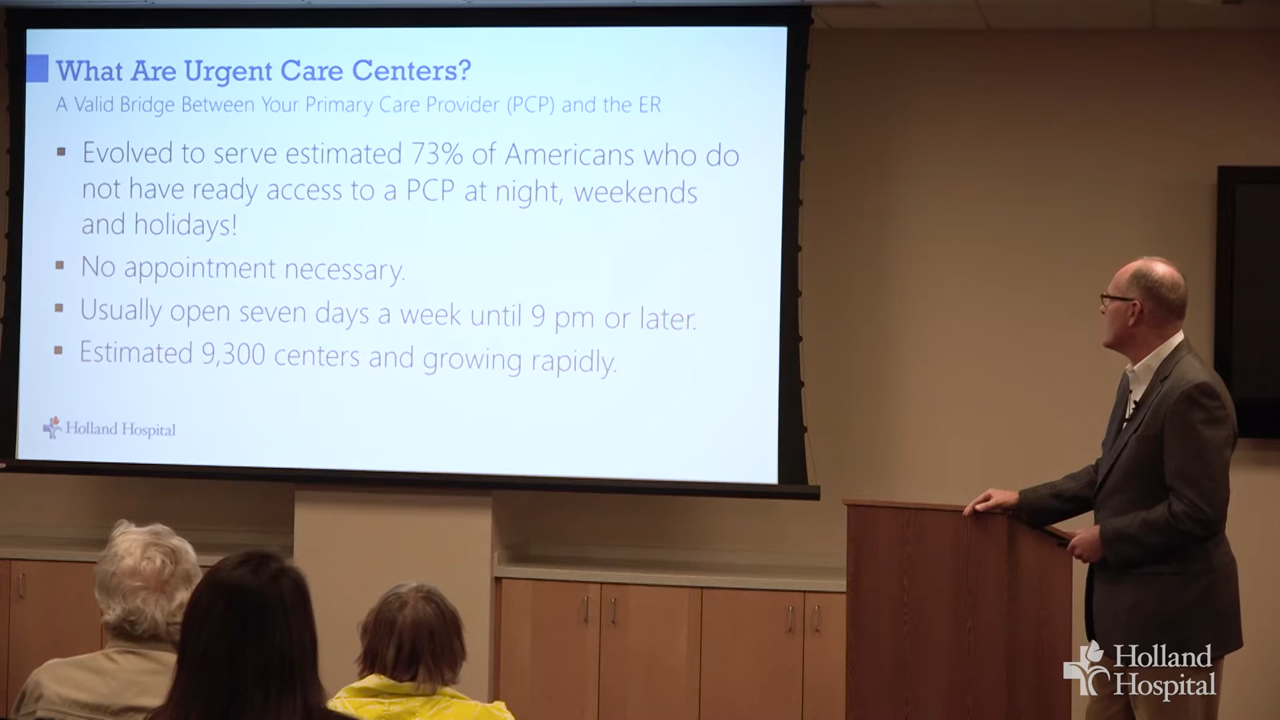 What Are Urgent Care Centers?
A Valid Bridge Between Your Primary Care Provider (PCP) and the ER
▪ Evolved to serve estimated 73% of Americans who do
not have ready access to a PCP at night, weekends
and holidays!
▪ No appointment necessary.
▪ Usually open seven days a week until 9 pm or later.
▪ Estimated 9,300 centers and growing rapidly.
Holland Hospital
Holland
Hospital